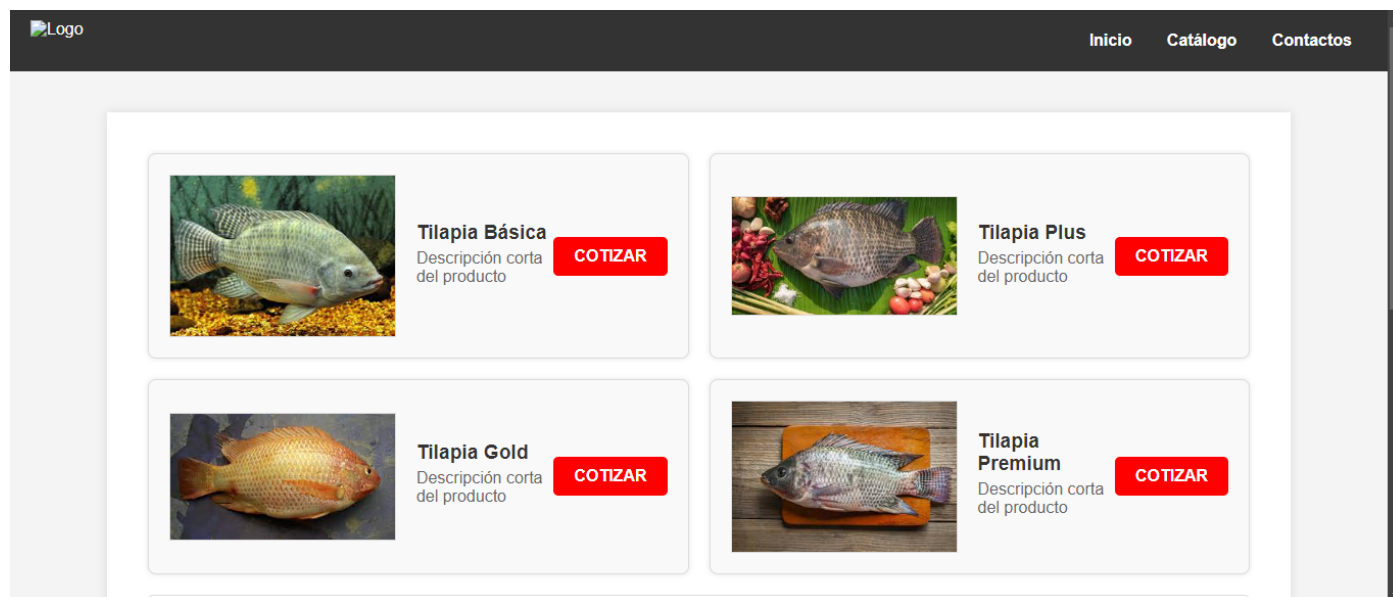 Logo
Inicio Catálogo Contactos
Tilapia Básica
Descripción corta
del producto
COTIZAR
Tilapia Plus
Descripción corta
del producto
COTIZAR
Tilapia Gold
Descripción corta
del producto
COTIZAR
Tilapia
Premium
Descripción corta
del producto
COTIZAR